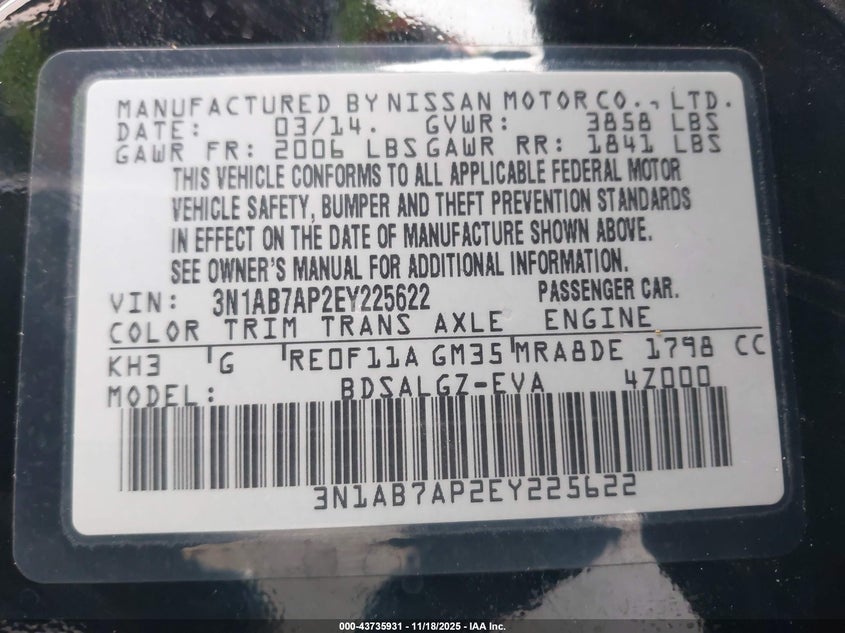 MANUFACTURED BY NISSAN MOTOR CO., LTD.
DATE: 03/14. GVWR: 3858 LBS
GAWR FR: 2006 LBS GAWR RR: 1841 LBS
THIS VEHICLE CONFORMS TO ALL APPLICABLE FEDERAL MOTOR
VEHICLE SAFETY, BUMPER AND THEFT PREVENTION STANDARDS
IN EFFECT ON THE DATE OF MANUFACTURE SHOWN ABOVE.
SEE OWNER'S MANUAL FOR ADDITIONAL INFORMATION.
VIN: 3N1AB7AP2EY225622 PASSENGER CAR.
COLOR TRIM TRANS AXLE ENGINE
KH3 G RE0F11A GM35 MRA8DE 1798 CC
MODEL: BDSALGZ-EVA 4Z000
3N1AB7AP2EY225622
000-43735931 - 11/18/2025 - IAA Inc.